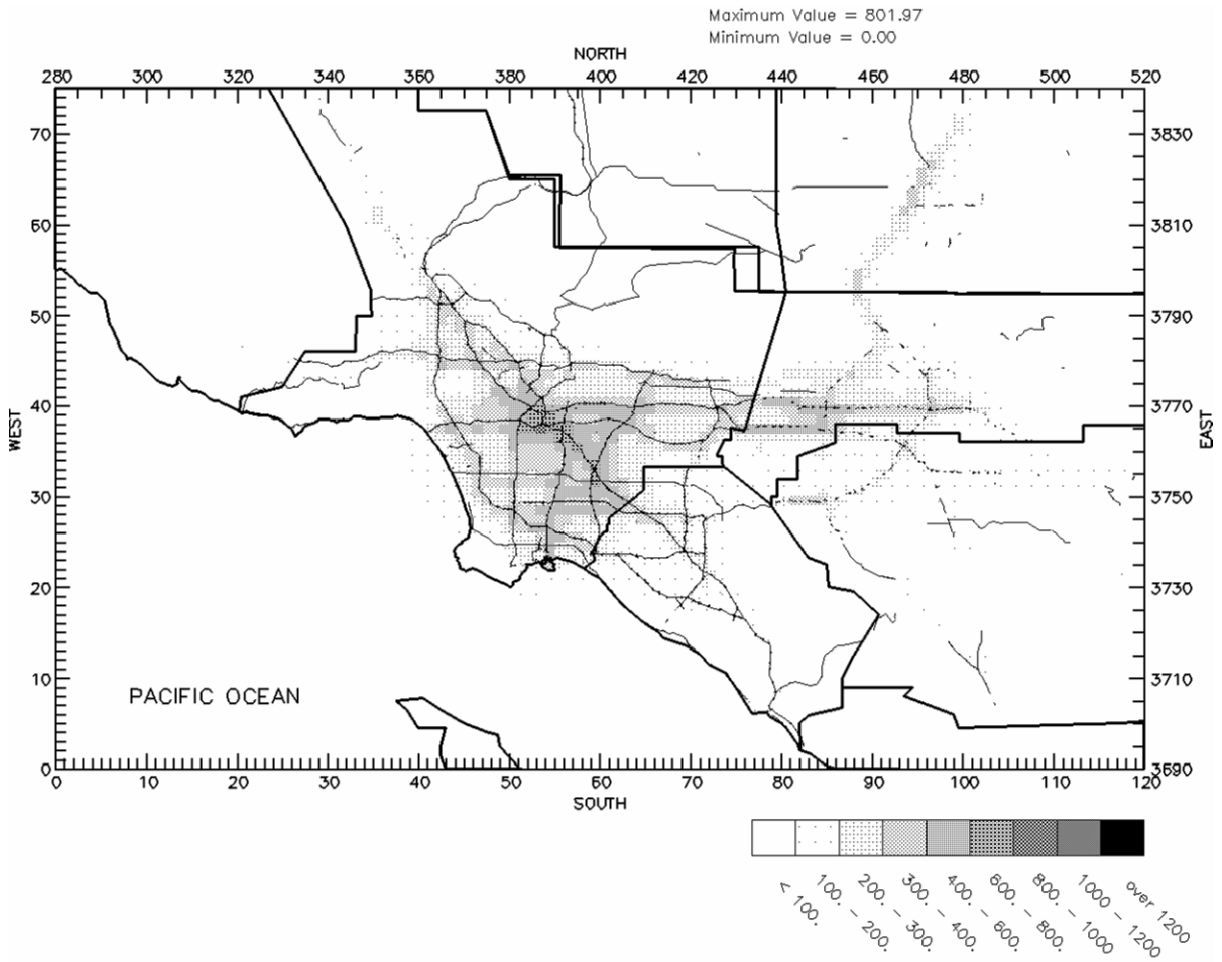 Maximum Value = 801.97
Minimum Value = 0.00
NORTH
280 300 320 340 360 380 400 420 440 460 480 500 520
70 3830
60 3810
50 3790
40 3770
WEST EAST
30 3750
20 3730
10 3710
PACIFIC OCEAN
0 3690
0 10 20 30 40 50 60 70 80 90 100 110 120
SOUTH
< 100.
100. - 200.
200. - 300.
300. - 400.
400. - 600.
600. - 800.
800. - 1000
1000 - 1200
over 1200